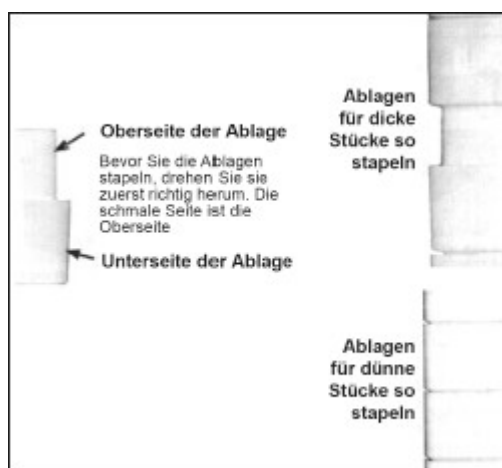 Oberseite der Ablage
Bevor Sie die Ablagen
stapeln, drehen Sie sie
zuerst richtig herum. Die
schmale Seite ist die
Oberseite
Unterseite der Ablage
Ablagen
für dicke
Stücke so
stapeln
Ablagen
für dünne
Stücke so
stapeln